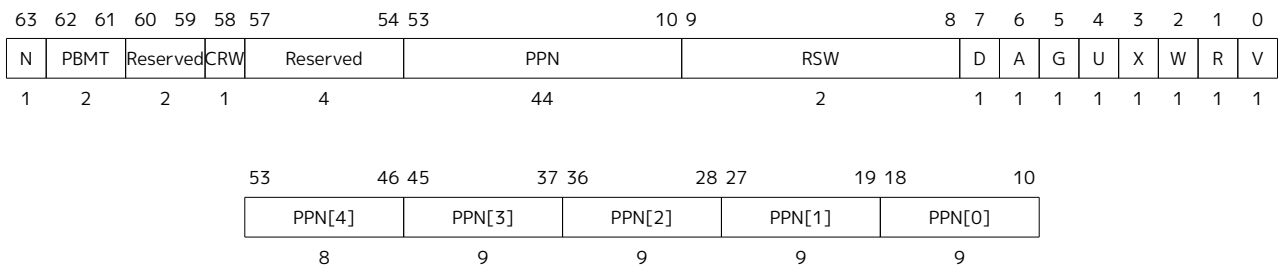 63 62 61 60 59 58 57 54 53 10 9 8 7 6 5 4 3 2 1 0
N PBMT Reserved CRW Reserved PPN RSW D A G U X W R V
1 2 2 1 4 44 2 1 1 1 1 1 1 1 1
53 46 45 37 36 28 27 19 18 10
PPN[4] PPN[3] PPN[2] PPN[1] PPN[0]
8 9 9 9 9